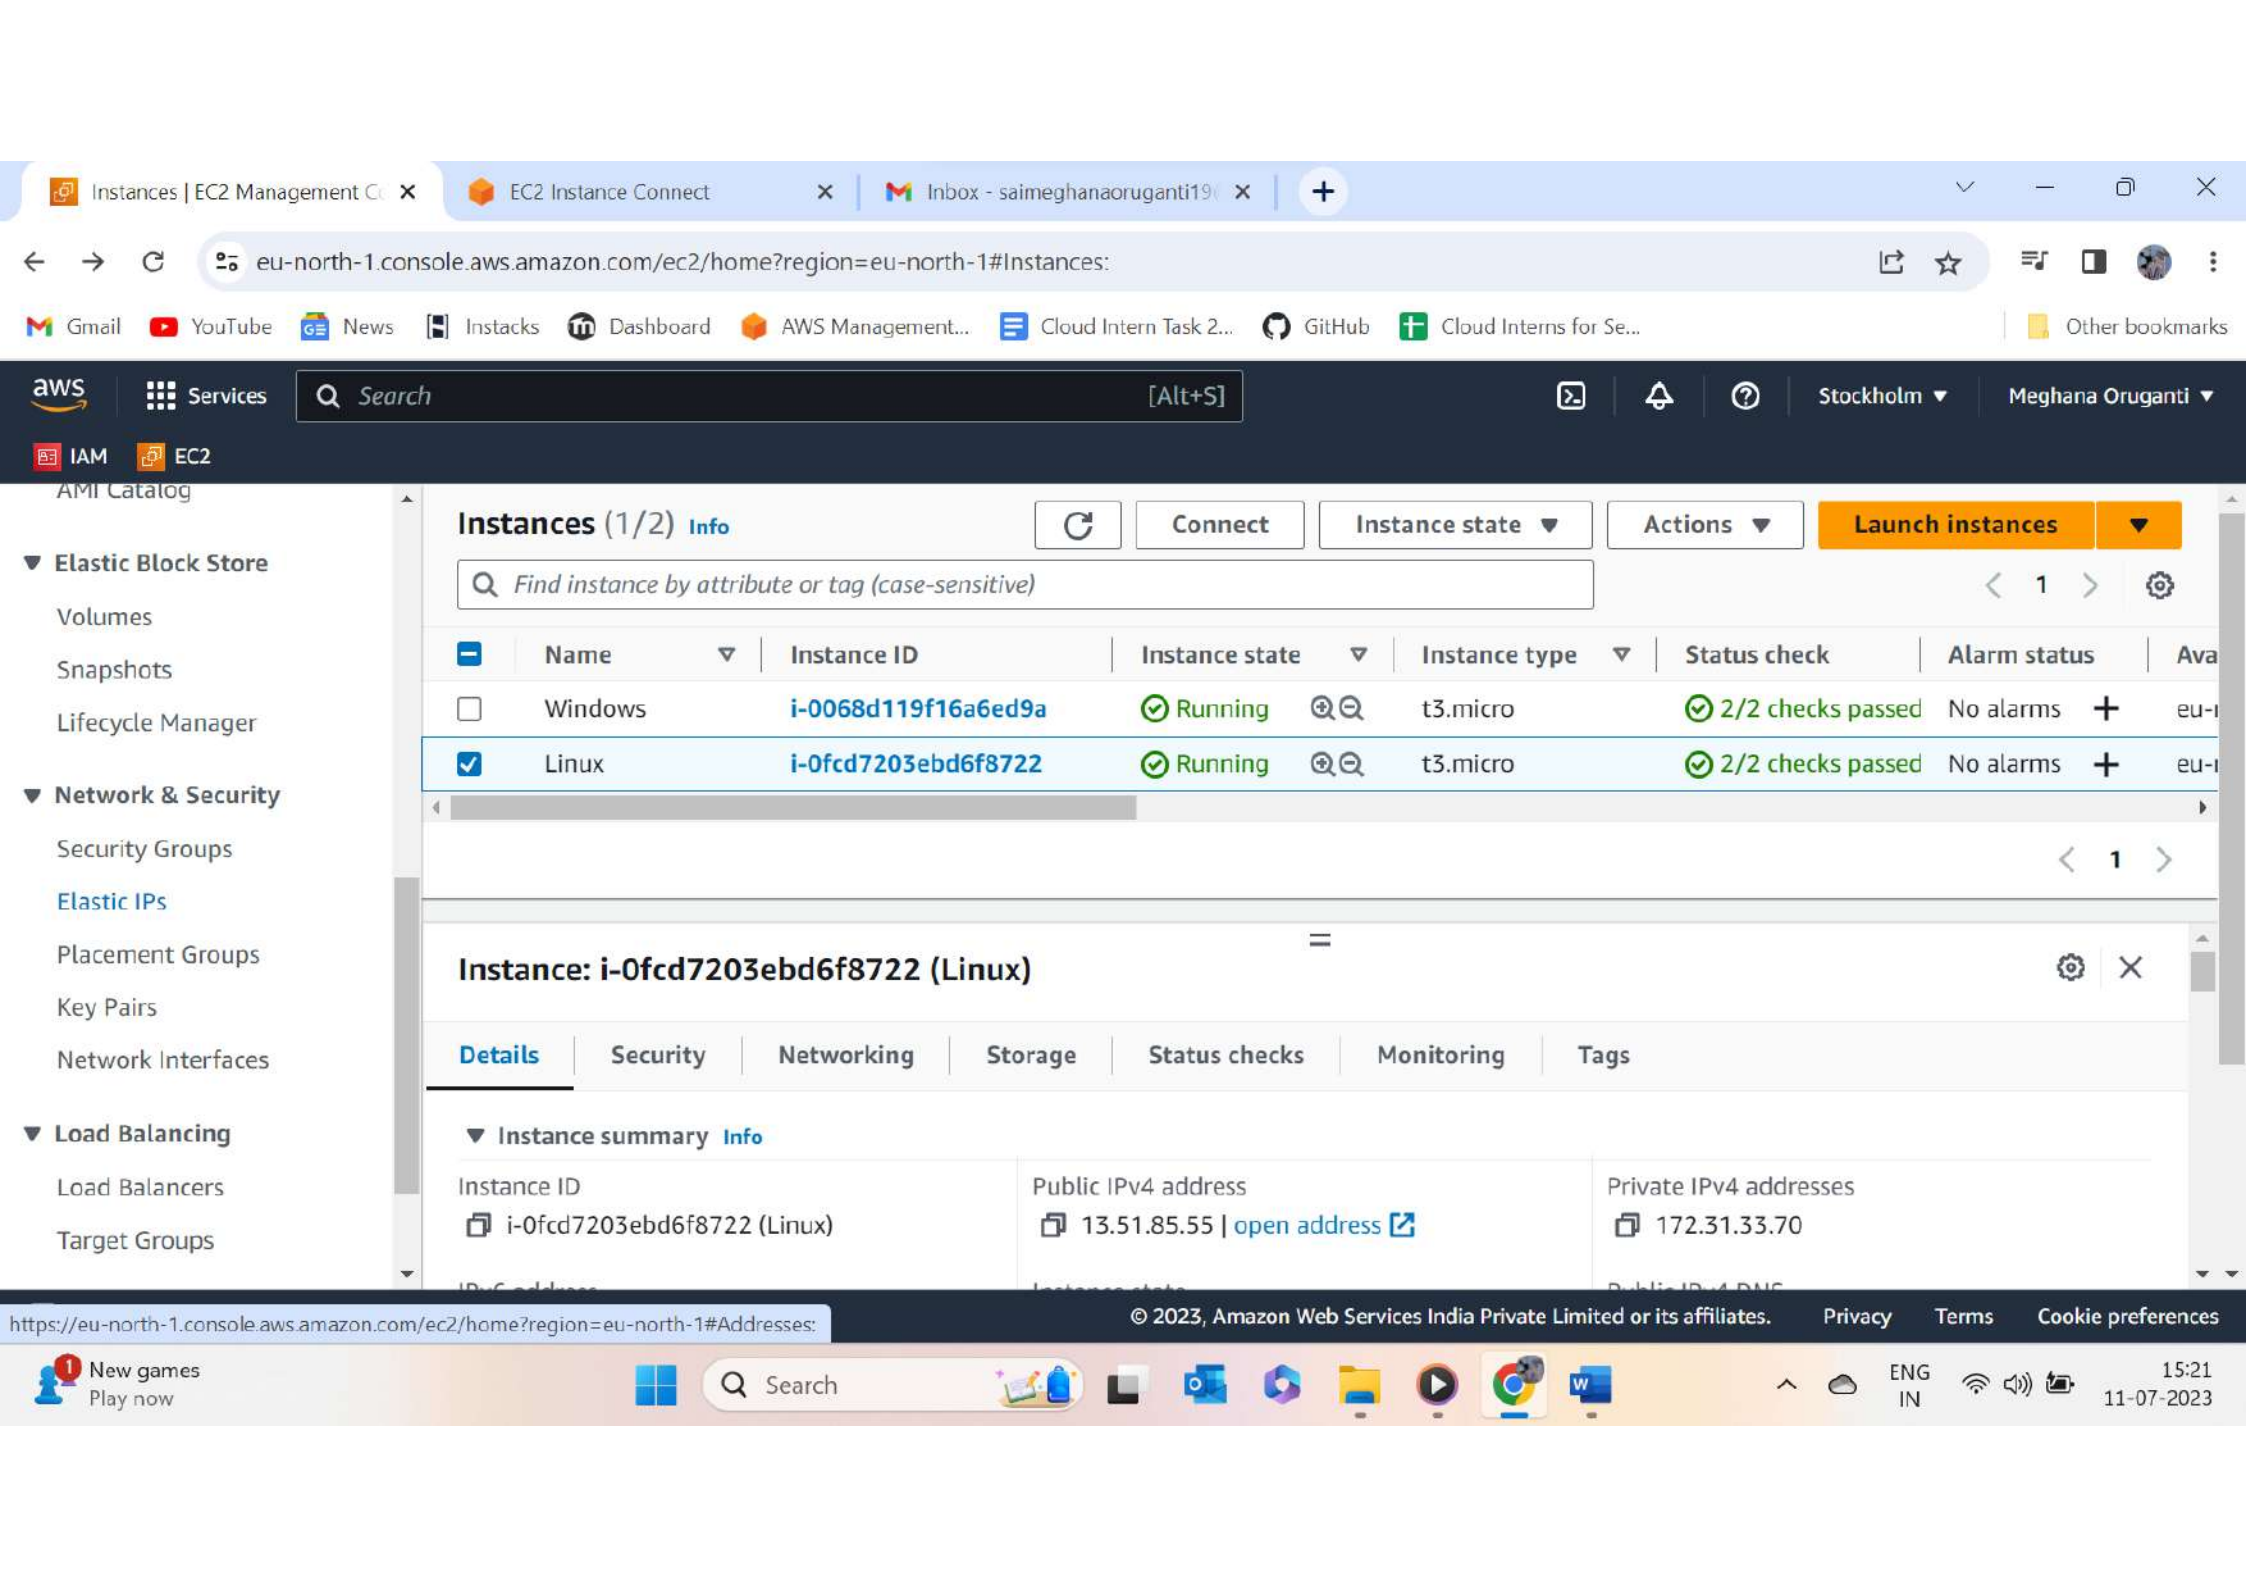 Instances | EC2 Management Co
EC2 Instance Connect
Inbox - saimeghanaoruganti19
eu-north-1.console.aws.amazon.com/ec2/home?region=eu-north-1#Instances:
Gmail YouTube News Instacks Dashboard AWS Management... Cloud Intern Task 2... GitHub Cloud Interns for Se... Other bookmarks
aws Services Search [Alt+S] Stockholm Meghana Oruganti
IAM EC2
AMI Catalog
Elastic Block Store
Volumes
Snapshots
Lifecycle Manager
Network & Security
Security Groups
Elastic IPs
Placement Groups
Key Pairs
Network Interfaces
Load Balancing
Load Balancers
Target Groups
Instances (1/2) Info
Connect Instance state Actions Launch instances
Find instance by attribute or tag (case-sensitive)
1
Name Instance ID Instance state Instance type Status check Alarm status Ava
Windows i-0068d119f16a6ed9a Running t3.micro 2/2 checks passed No alarms + eu-
Linux i-0fcd7203ebd6f8722 Running t3.micro 2/2 checks passed No alarms + eu-
1
Instance: i-0fcd7203ebd6f8722 (Linux)
Details Security Networking Storage Status checks Monitoring Tags
Instance summary Info
Instance ID
i-0fcd7203ebd6f8722 (Linux)
Public IPv4 address
13.51.85.55 | open address
Private IPv4 addresses
172.31.33.70
IPv6 address
Instance state
Public IPv4 DNS
https://eu-north-1.console.aws.amazon.com/ec2/home?region=eu-north-1#Addresses:
© 2023, Amazon Web Services India Private Limited or its affiliates. Privacy Terms Cookie preferences
1
New games
Play now
Search
ENG
IN
15:21
11-07-2023